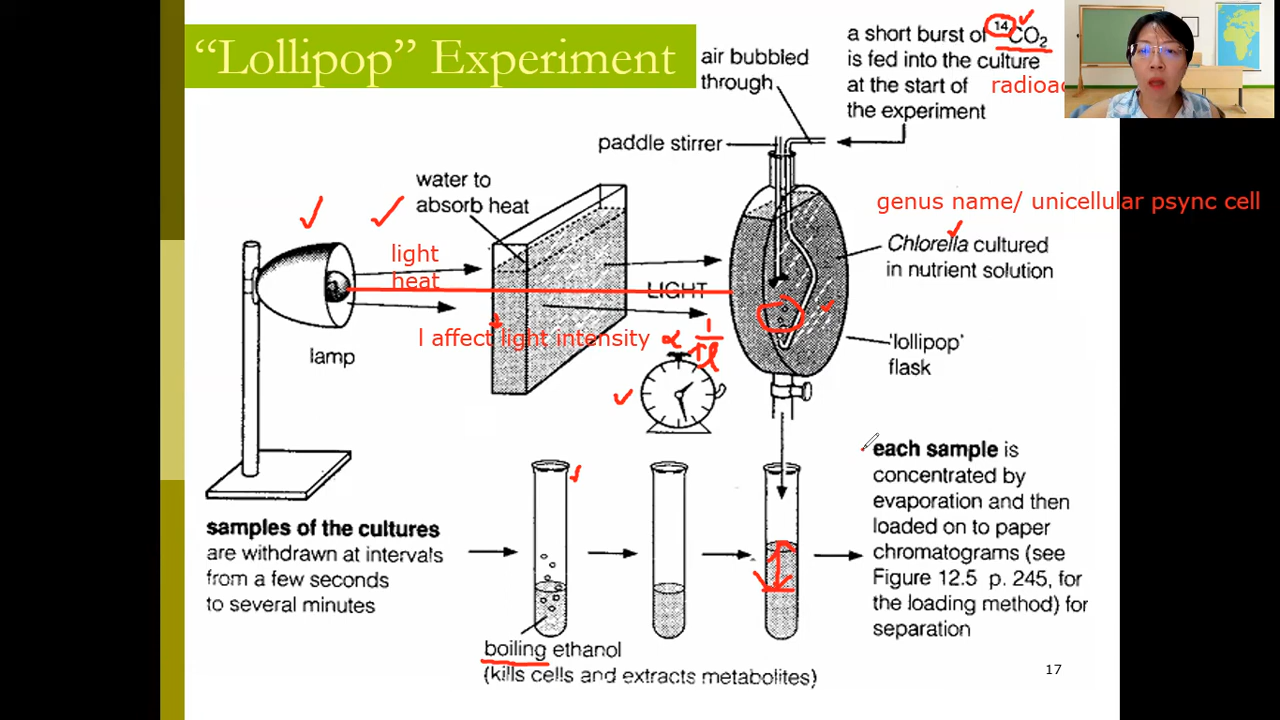 “Lollipop” Experiment
a short burst of 14CO2
is fed into the culture
at the start of
the experiment
radioac
air bubbled
through
paddle stirrer
water to
absorb heat
genus name/ unicellular psync cell
Chlorella cultured
in nutrient solution
light
heat
LIGHT
l affect light intensity
α 1
l
lamp
‘lollipop’
flask
samples of the cultures
are withdrawn at intervals
from a few seconds
to several minutes
each sample is
concentrated by
evaporation and then
loaded on to paper
chromatograms (see
Figure 12.5 p. 245, for
the loading method) for
separation
boiling ethanol
(kills cells and extracts metabolites)
17